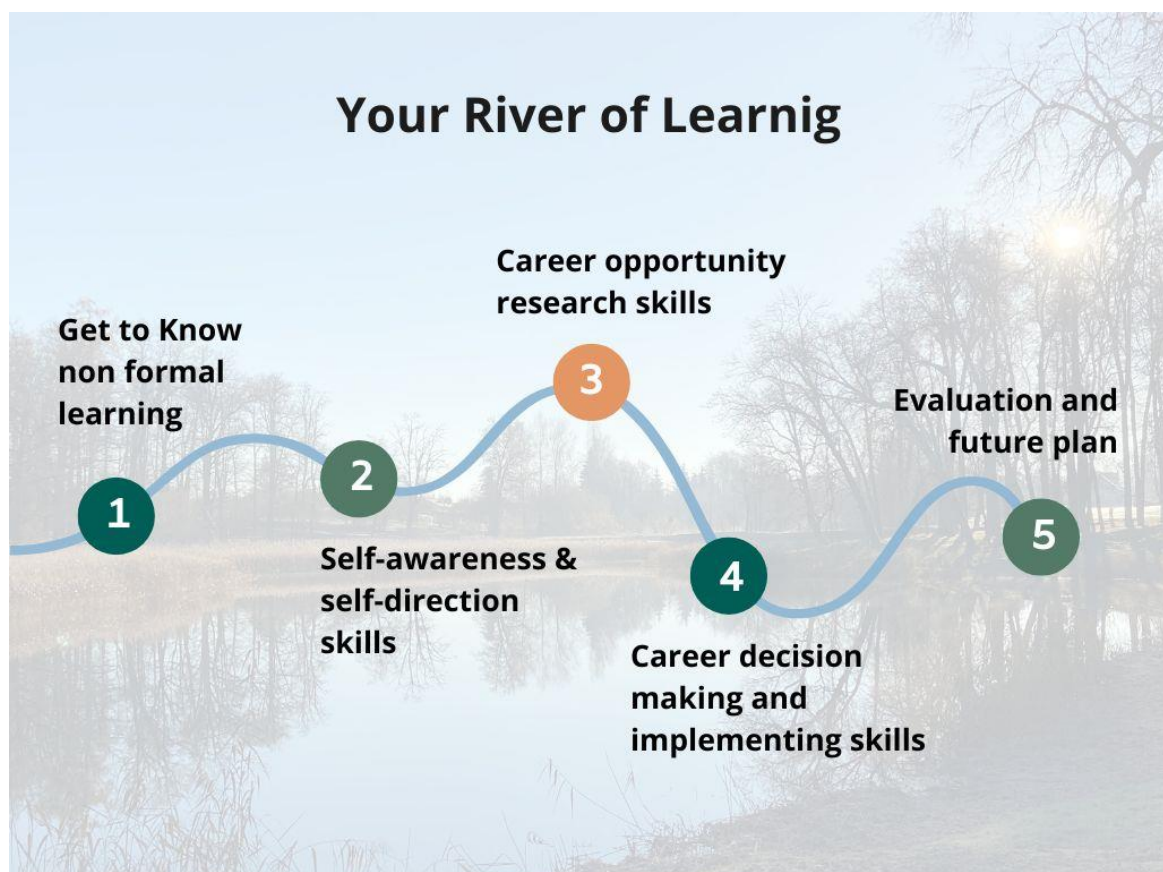 Your River of Learnig
Get to Know
non formal
learning
1
2
Self-awareness &
self-direction
skills
Career opportunity
research skills
3
4
Career decision
making and
implementing skills
Evaluation and
future plan
5